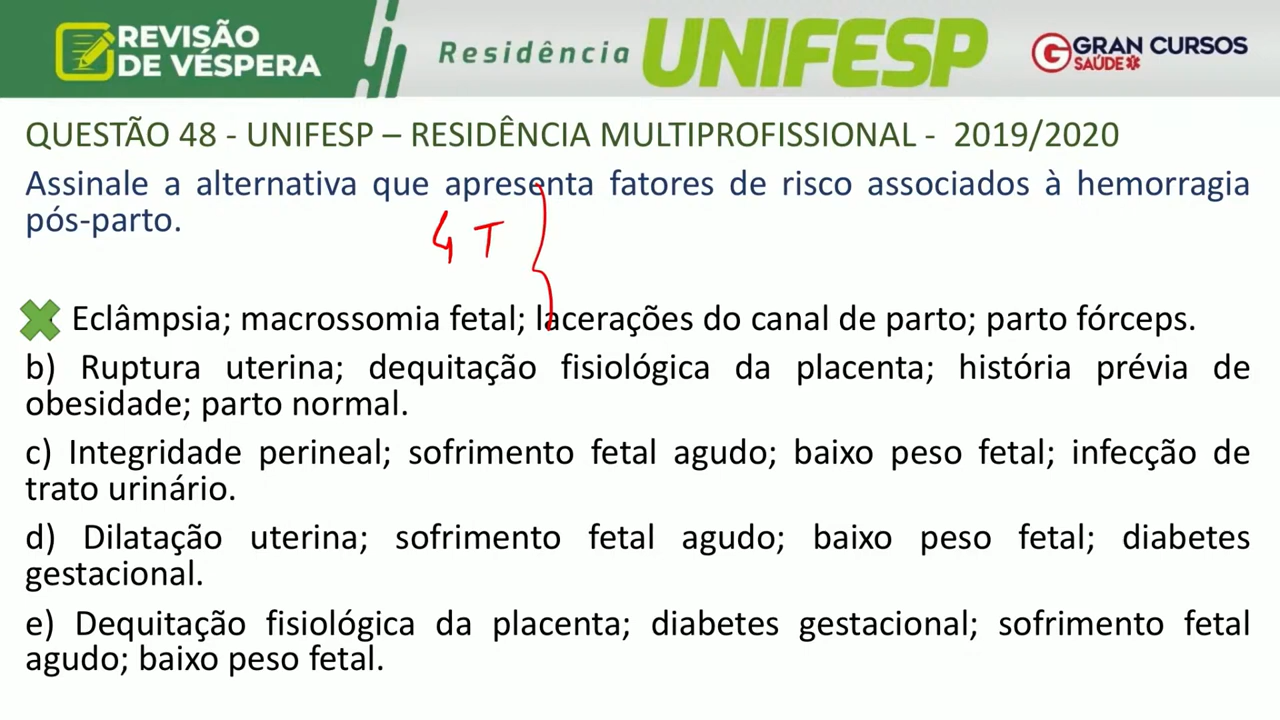 REVISÃO
DE VÉSPERA
Residência UNIFESP
GRAN CURSOS
SAÚDE
QUESTÃO 48 - UNIFESP – RESIDÊNCIA MULTIPROFISSIONAL - 2019/2020
Assinale a alternativa que apresenta fatores de risco associados à hemorragia
pós-parto.
4 T
Eclâmpsia; macrossomia fetal; lacerações do canal de parto; parto fórceps.
b) Ruptura uterina; dequitação fisiológica da placenta; história prévia de
obesidade; parto normal.
c) Integridade perineal; sofrimento fetal agudo; baixo peso fetal; infecção de
trato urinário.
d) Dilatação uterina; sofrimento fetal agudo; baixo peso fetal; diabetes
gestacional.
e) Dequitação fisiológica da placenta; diabetes gestacional; sofrimento fetal
agudo; baixo peso fetal.